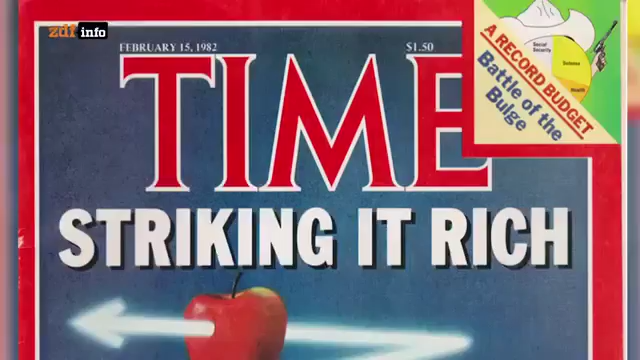 zdf info
FEBRUARY 15, 1982
$1.50
TIME
A RECORD BUDGET
Battle of the
Bulge
Social
Security
Defense
Health
STRIKING IT RICH